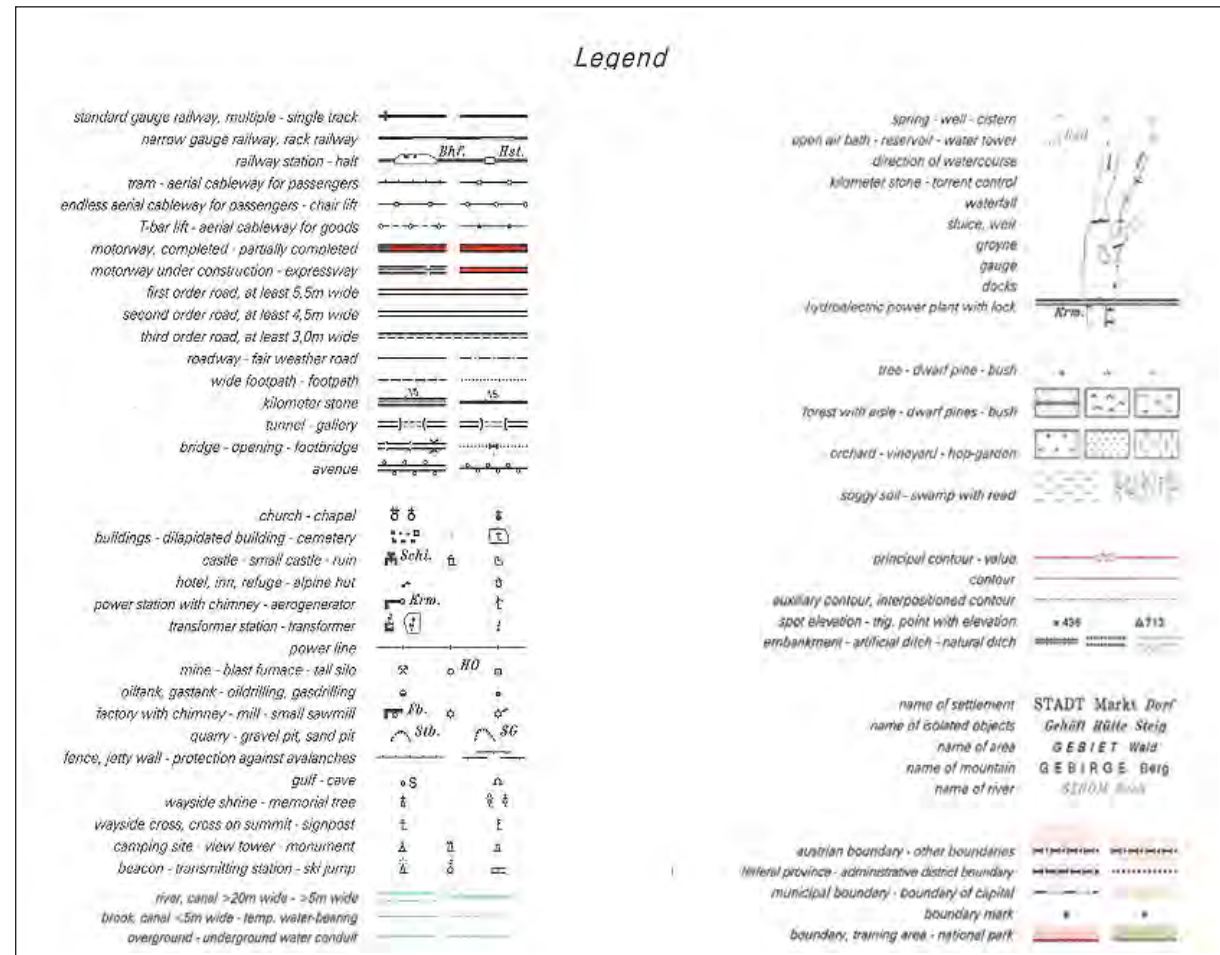 Legend
standard gauge railway, multiple - single track
narrow gauge railway, rack railway
railway station - halt Bhf. Hst.
tram - aerial cableway for passengers
endless aerial cableway for passengers - chair lift
T-bar lift - aerial cableway for goods
motorway, completed - partially completed
motorway under construction - expressway
first order road, at least 5,5m wide
second order road, at least 4,5m wide
third order road, at least 3,0m wide
roadway - fair weather road
wide footpath - footpath
kilometer stone 15 15
tunnel - gallery
bridge - opening - footbridge
avenue
church - chapel
buildings - dilapidated building - cemetery
castle - small castle - ruin Schl.
hotel, inn, refuge - alpine hut
power station with chimney - aerogenerator Krm.
transformer station - transformer
power line
mine - blast furnace - tall silo HO
oiltank, gastank - oildrilling, gasdrilling
factory with chimney - mill - small sawmill Fb.
quarry - gravel pit, sand pit Stb. SG
fence, jetty wall - protection against avalanches
gulf - cave S
wayside shrine - memorial tree
wayside cross, cross on summit - signpost
camping site - view tower - monument
beacon - transmitting station - ski jump
river, canal >20m wide - >5m wide
brook, canal <5m wide - temp. water-bearing
overground - underground water conduit
spring - well - cistern
open air bath - reservoir - water tower Bad
direction of watercourse
kilometer stone - torrent control
waterfall
sluice, weir
groyne
gauge
docks
hydroelectric power plant with lock Krm.
tree - dwarf pine - bush
forest with aisle - dwarf pines - bush
orchard - vineyard - hop-garden
soggy soil - swamp with reed
principal contour - value
contour
auxiliary contour, interpositioned contour
spot elevation - trig. point with elevation 436 713
embankment - artificial ditch - natural ditch
name of settlement STADT Markt Dorf
name of isolated objects Gehöft Hütte Steig
name of area GEBIET Wald
name of mountain GEBIRGE Berg
name of river STROM Bach
austrian boundary - other boundaries
federal province - administrative district boundary
municipal boundary - boundary of capital
boundary mark
boundary, training area - national park